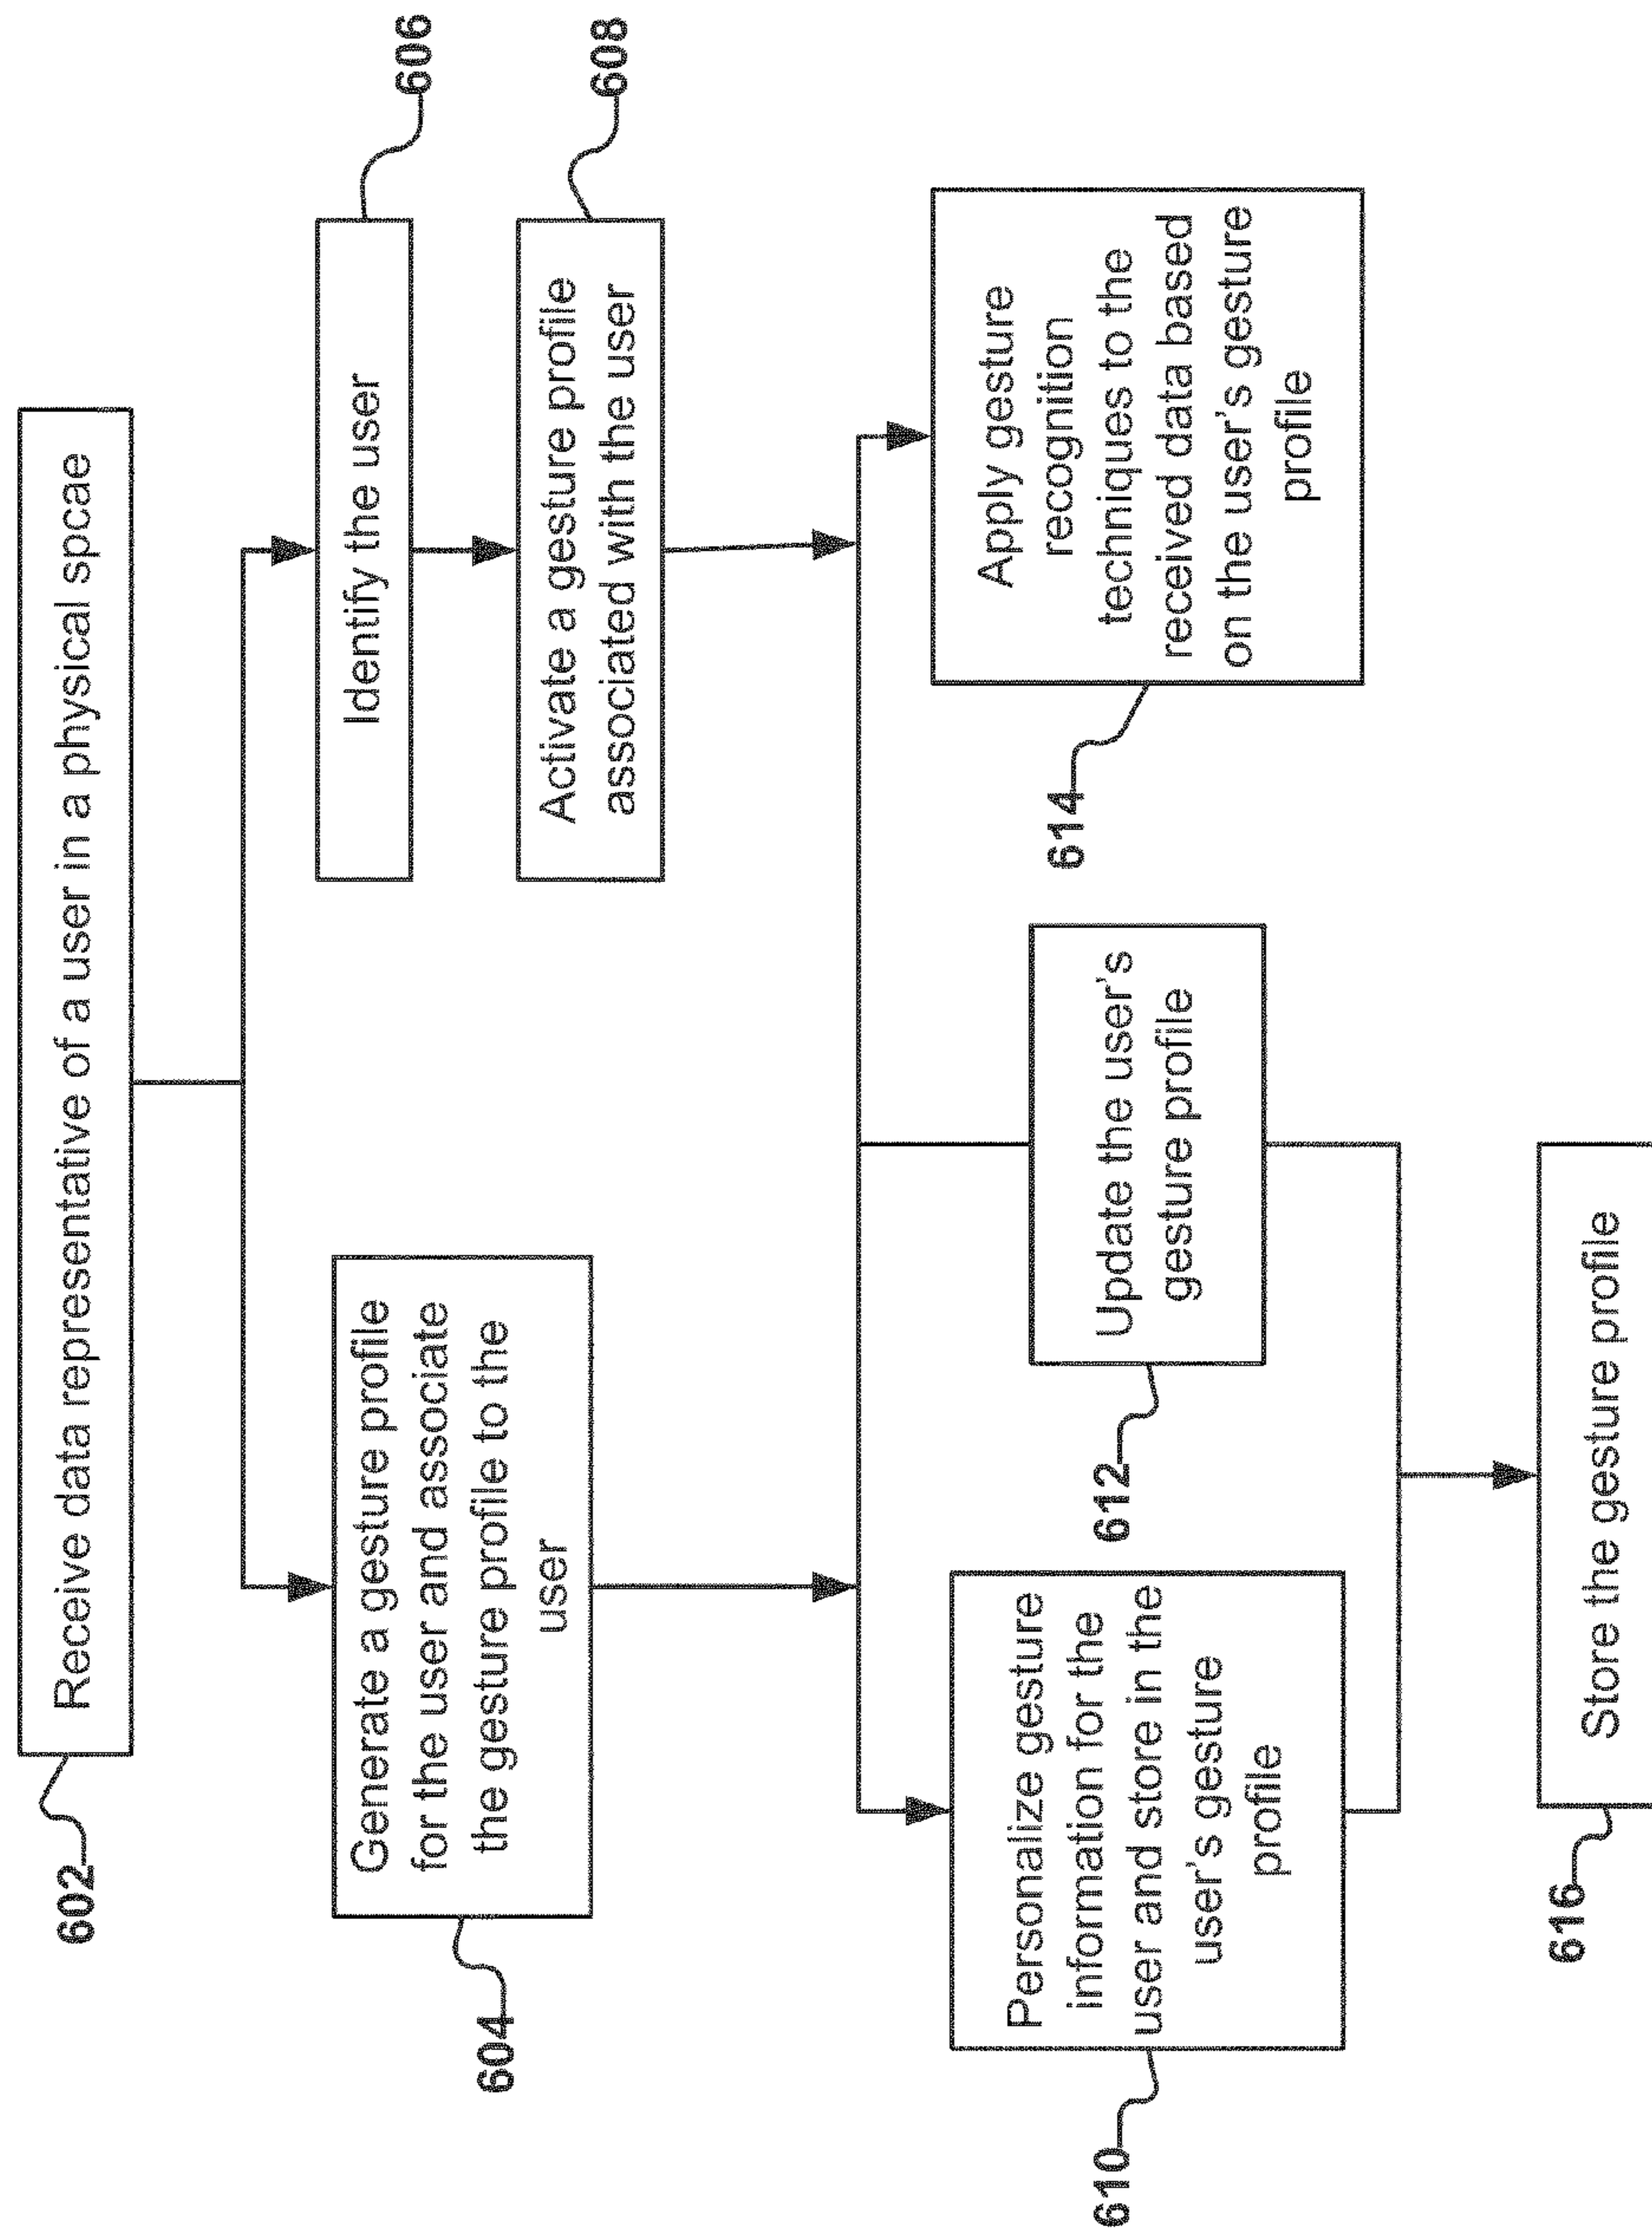 602
Receive data representative of a user in a physical spcae
604
Generate a gesture profile
for the user and associate
the gesture profile to the
user
Identify the user
606
Activate a gesture profile
associated with the user
608
610
Personalize gesture
information for the
user and store in the
user's gesture
profile
612
Update the user's
gesture profile
614
Apply gesture
recognition
techniques to the
received data based
on the user's gesture
profile
616
Store the gesture profile